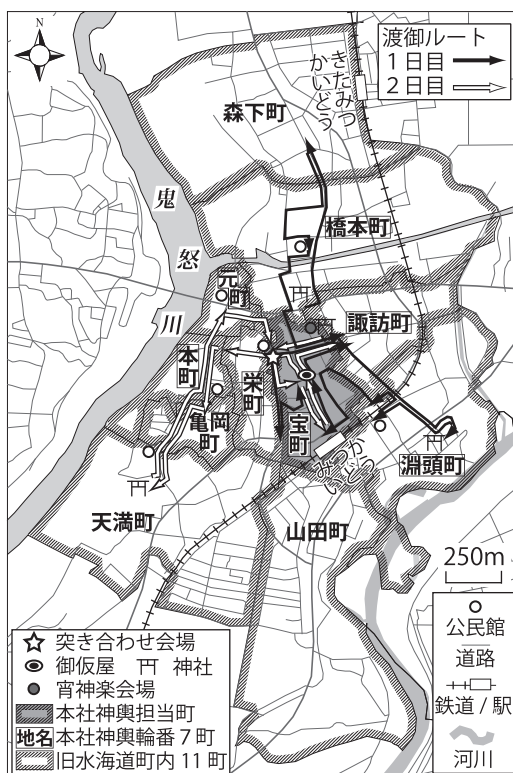 N
渡御ルート
1日目
2日目
きたみつ
かいどう
森下町
鬼
怒
川
橋本町
元町
諏訪町
本町
栄町
亀岡町
宝町
みつかいどう
淵頭町
天満町
山田町
250m
突き合わせ会場
御仮屋 神社
宵神楽会場
本社神輿担当町
地名 本社神輿輪番7町
旧水海道町内11町
公民館
道路
鉄道/駅
河川